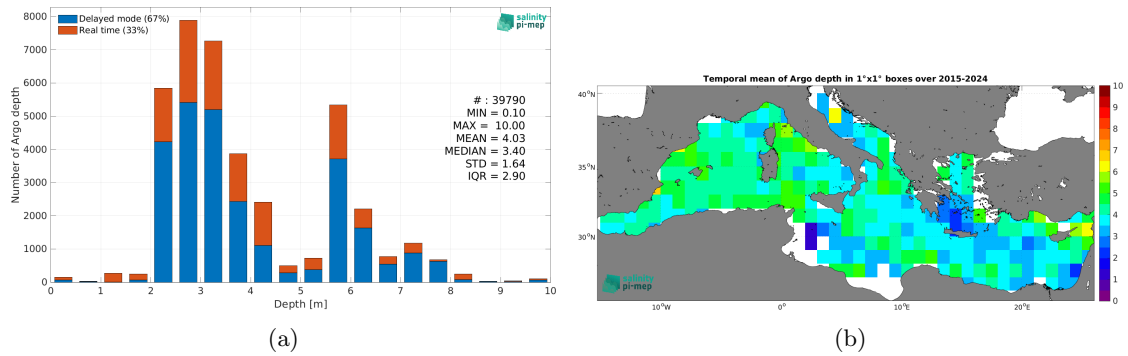 Delayed mode (67%)
Real time (33%)
salinity
pi-mep
8000
7000
6000
5000
4000
3000
2000
1000
0
Number of Argo depth
# : 39790
MIN = 0.10
MAX = 10.00
MEAN = 4.03
MEDIAN = 3.40
STD = 1.64
IQR = 2.90
0 1 2 3 4 5 6 7 8 9 10
Depth [m]
(a)
Temporal mean of Argo depth in 1°x1° boxes over 2015-2024
40°N
35°N
30°N
10°W 0° 10°E 20°E
salinity
pi-mep
10
9
8
7
6
5
4
3
2
1
0
(b)